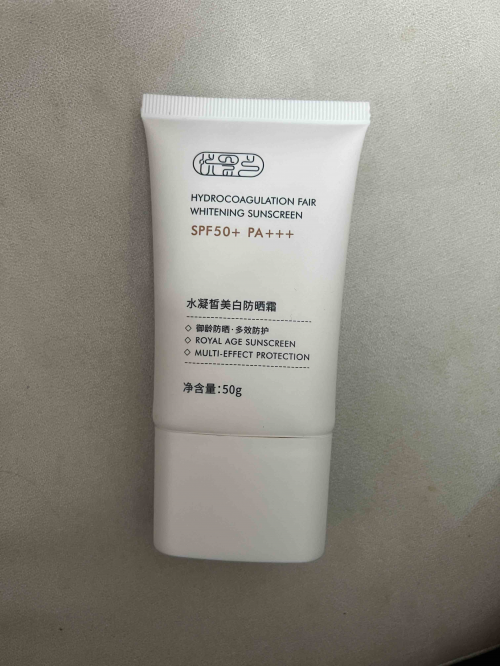 HYDROCOAGULATION FAIR
WHITENING SUNSCREEN
SPF50+ PA+++
水凝皙美白防晒霜
御龄防晒·多效防护
ROYAL AGE SUNSCREEN
MULTI-EFFECT PROTECTION
净含量:50g